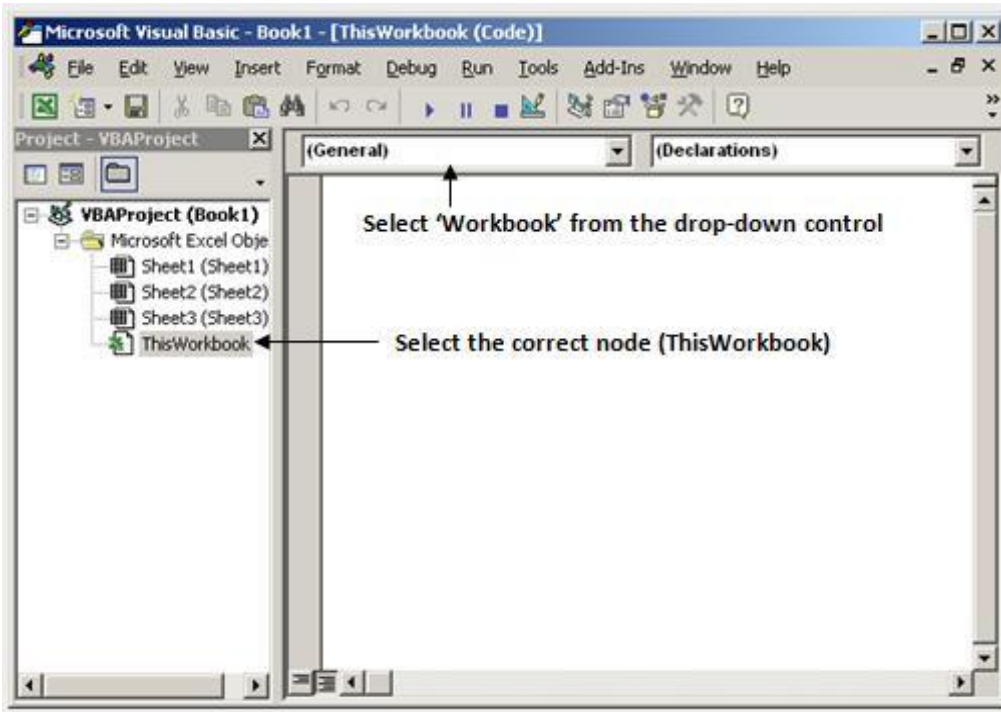 Microsoft Visual Basic - Book1 - [ThisWorkbook (Code)]
File Edit View Insert Format Debug Run Tools Add-Ins Window Help
Project - VBAProject
(General) (Declarations)
Select ‘Workbook’ from the drop-down control
VBAProject (Book1)
Microsoft Excel Obje
Sheet1 (Sheet1)
Sheet2 (Sheet2)
Sheet3 (Sheet3)
ThisWorkbook
Select the correct node (ThisWorkbook)